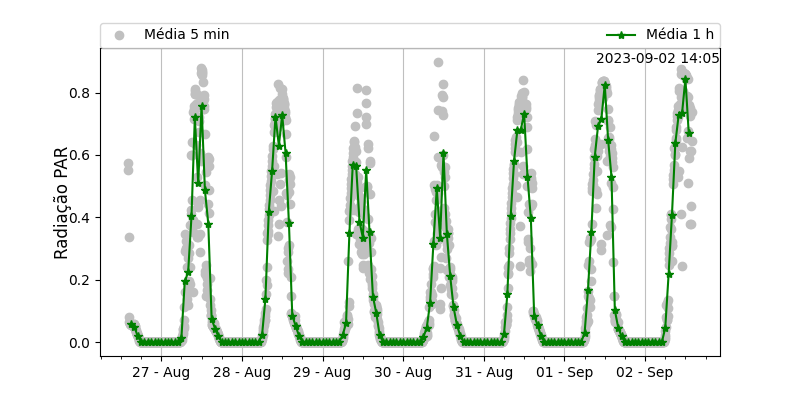 Média 5 min
Média 1 h
2023-09-02 14:05
Radiação PAR
0.8
0.6
0.4
0.2
0.0
27 - Aug
28 - Aug
29 - Aug
30 - Aug
31 - Aug
01 - Sep
02 - Sep